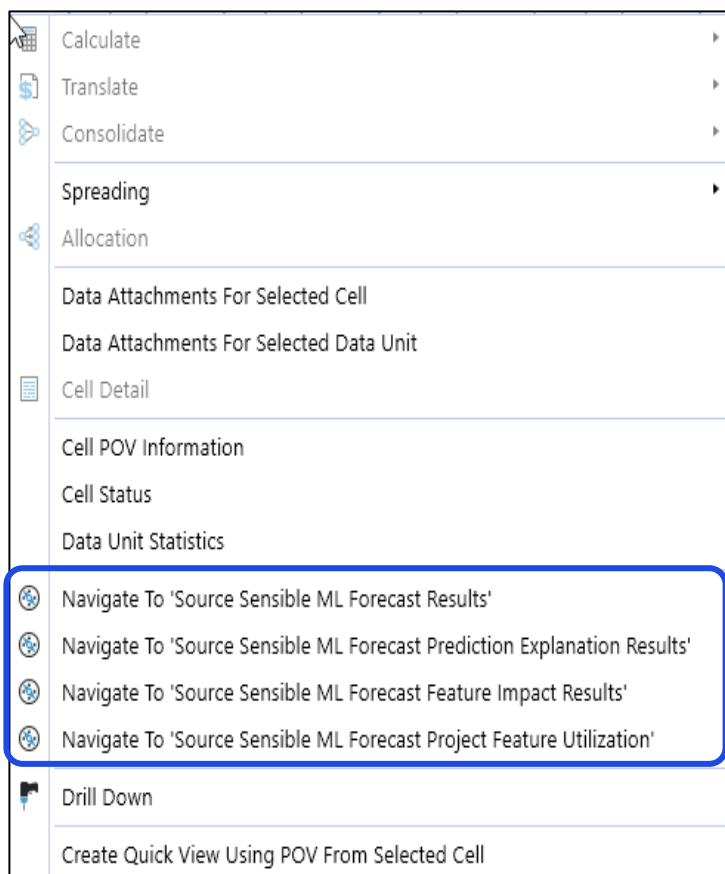 Calculate
Translate
Consolidate
Spreading
Allocation
Data Attachments For Selected Cell
Data Attachments For Selected Data Unit
Cell Detail
Cell POV Information
Cell Status
Data Unit Statistics
Navigate To 'Source Sensible ML Forecast Results'
Navigate To 'Source Sensible ML Forecast Prediction Explanation Results'
Navigate To 'Source Sensible ML Forecast Feature Impact Results'
Navigate To 'Source Sensible ML Forecast Project Feature Utilization'
Drill Down
Create Quick View Using POV From Selected Cell